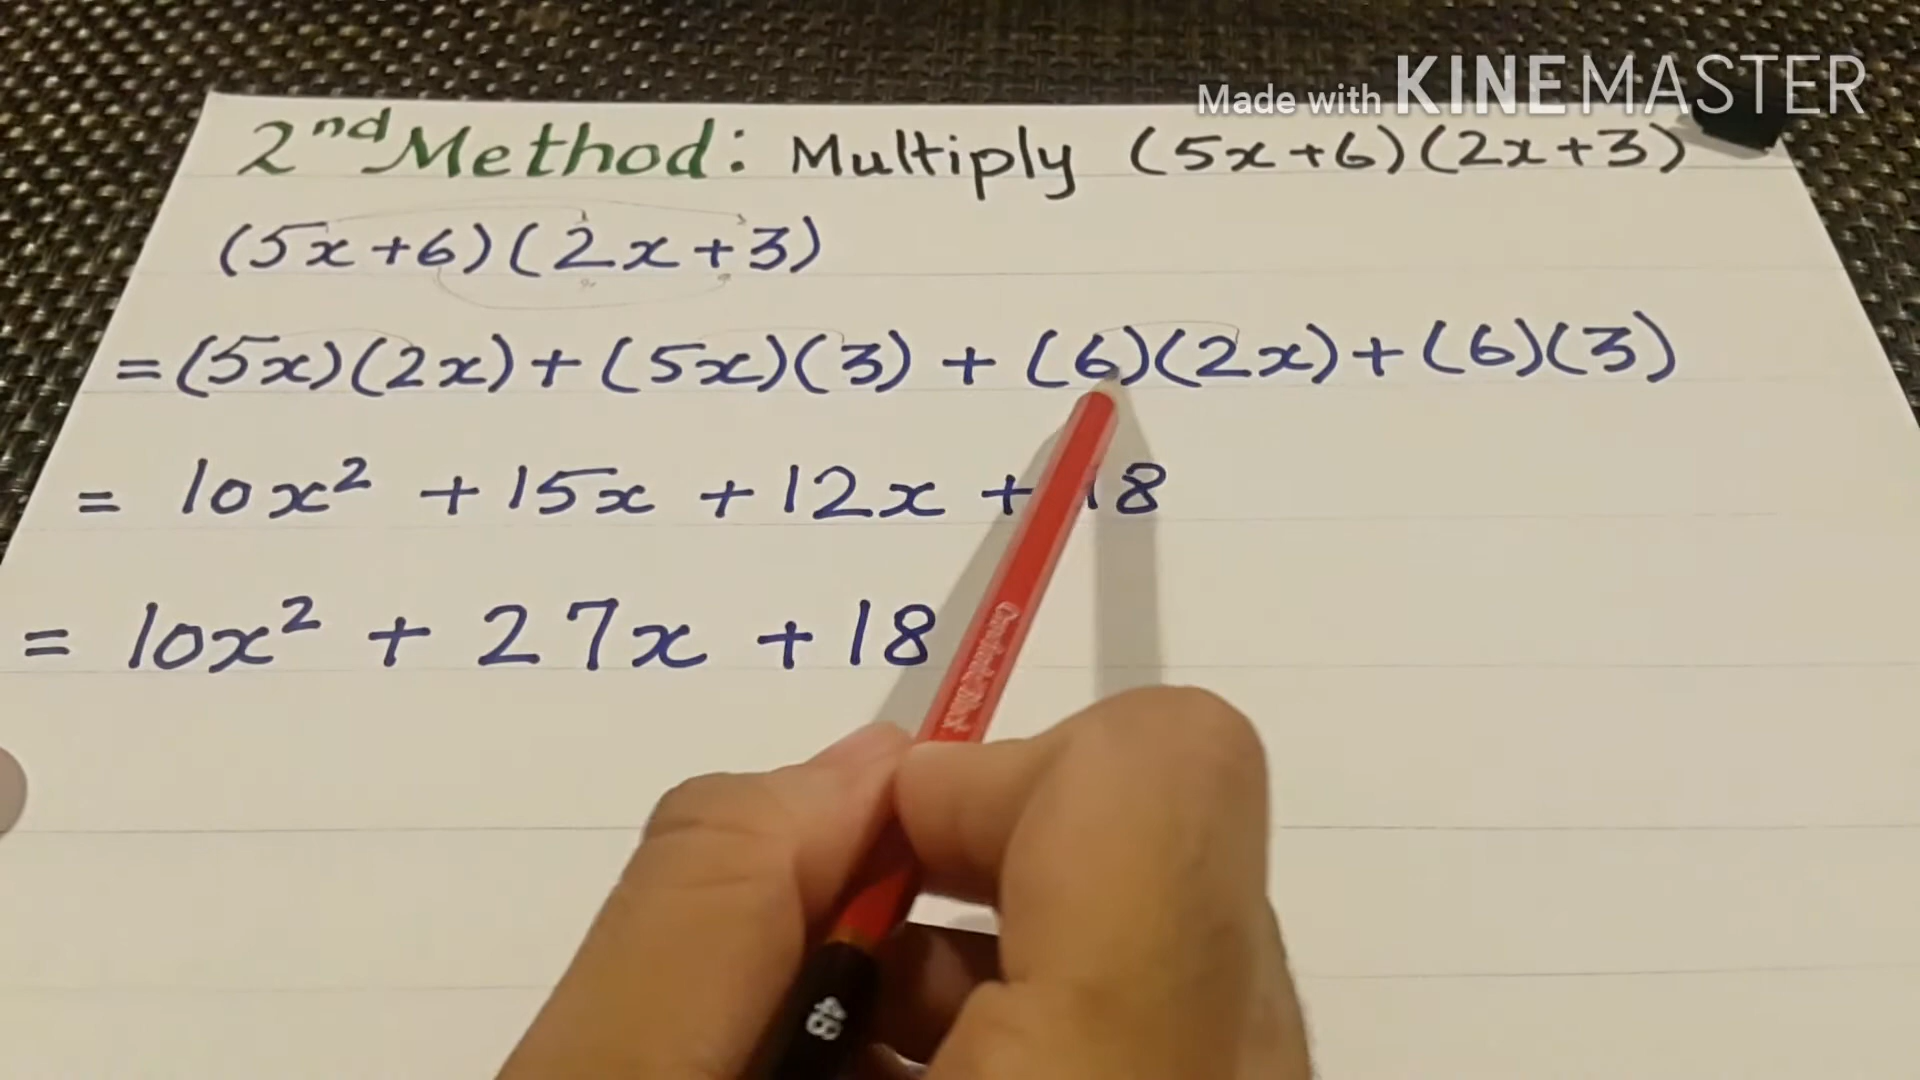 Made with KINEMASTER
2nd Method: Multiply (5x+6)(2x+3)
(5x+6)(2x+3)
=(5x)(2x)+(5x)(3)+(6)(2x)+(6)(3)
= 10x² +15x +12x +18
= 10x² + 27x +18
4B